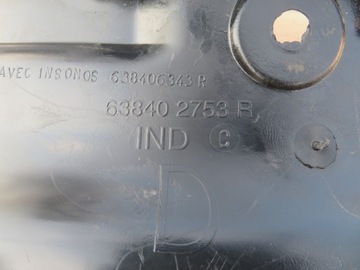 AVEC INSONOS 638406343 R
63840 2753 R
IND C
D